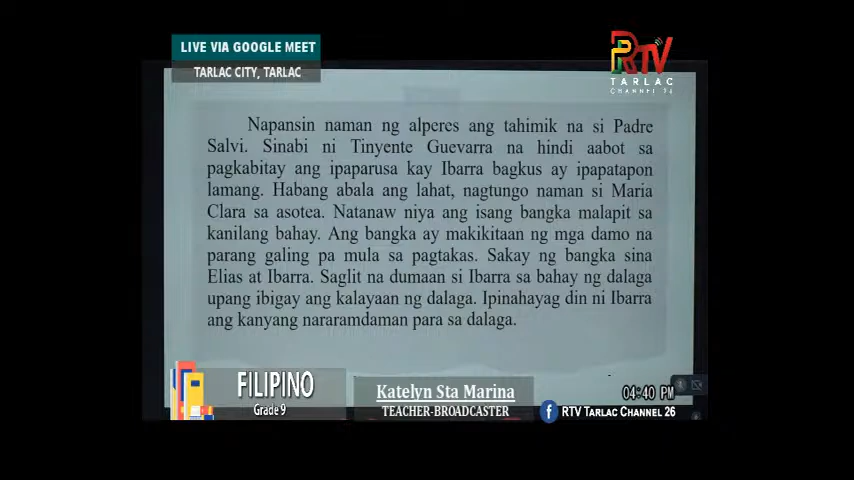 LIVE VIA GOOGLE MEET
TARLAC CITY, TARLAC
RTV
TARLAC
CHANNEL 26
Napansin naman ng alperes ang tahimik na si Padre
Salvi. Sinabi ni Tinyente Guevarra na hindi aabot sa
pagkabitay ang ipaparusa kay Ibarra bagkus ay ipapatapon
lamang. Habang abala ang lahat, nagtungo naman si Maria
Clara sa asotea. Natanaw niya ang isang bangka malapit sa
kanilang bahay. Ang bangka ay makikitaan ng mga damo na
parang galing pa mula sa pagtakas. Sakay ng bangka sina
Elias at Ibarra. Saglit na dumaan si Ibarra sa bahay ng dalaga
upang ibigay ang kalayaan ng dalaga. Ipinahayag din ni Ibarra
ang kanyang nararamdaman para sa dalaga.
FILIPINO
Grade 9
Katelyn Sta Marina
TEACHER-BROADCASTER
04:40 PM
RTV TARLAC CHANNEL 26